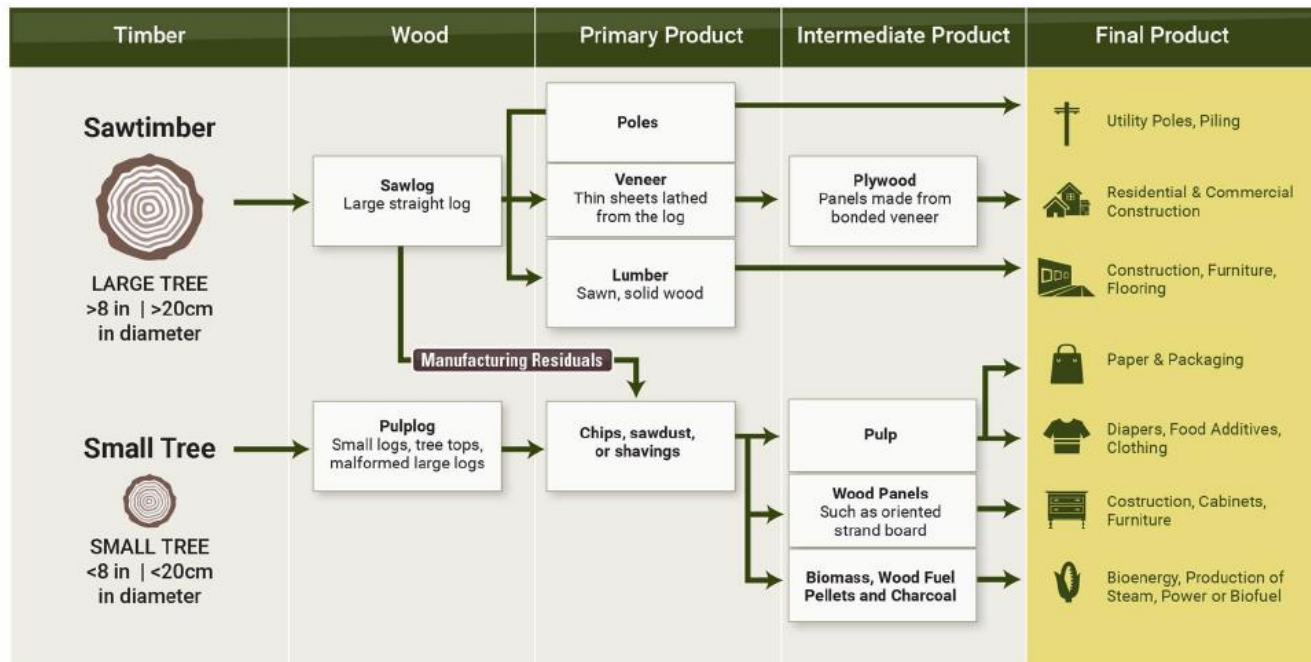 Timber
Wood
Primary Product
Intermediate Product
Final Product
Sawtimber
LARGE TREE
>8 in | >20cm
in diameter
Sawlog
Large straight log
Poles
Veneer
Thin sheets lathed
from the log
Lumber
Sawn, solid wood
Plywood
Panels made from
bonded veneer
Utility Poles, Piling
Residential & Commercial
Construction
Construction, Furniture,
Flooring
Manufacturing Residuals
Small Tree
SMALL TREE
<8 in | <20cm
in diameter
Pulplog
Small logs, tree tops,
malformed large logs
Chips, sawdust,
or shavings
Pulp
Wood Panels
Such as oriented
strand board
Biomass, Wood Fuel
Pellets and Charcoal
Paper & Packaging
Diapers, Food Additives,
Clothing
Costruction, Cabinets,
Furniture
Bioenergy, Production of
Steam, Power or Biofuel